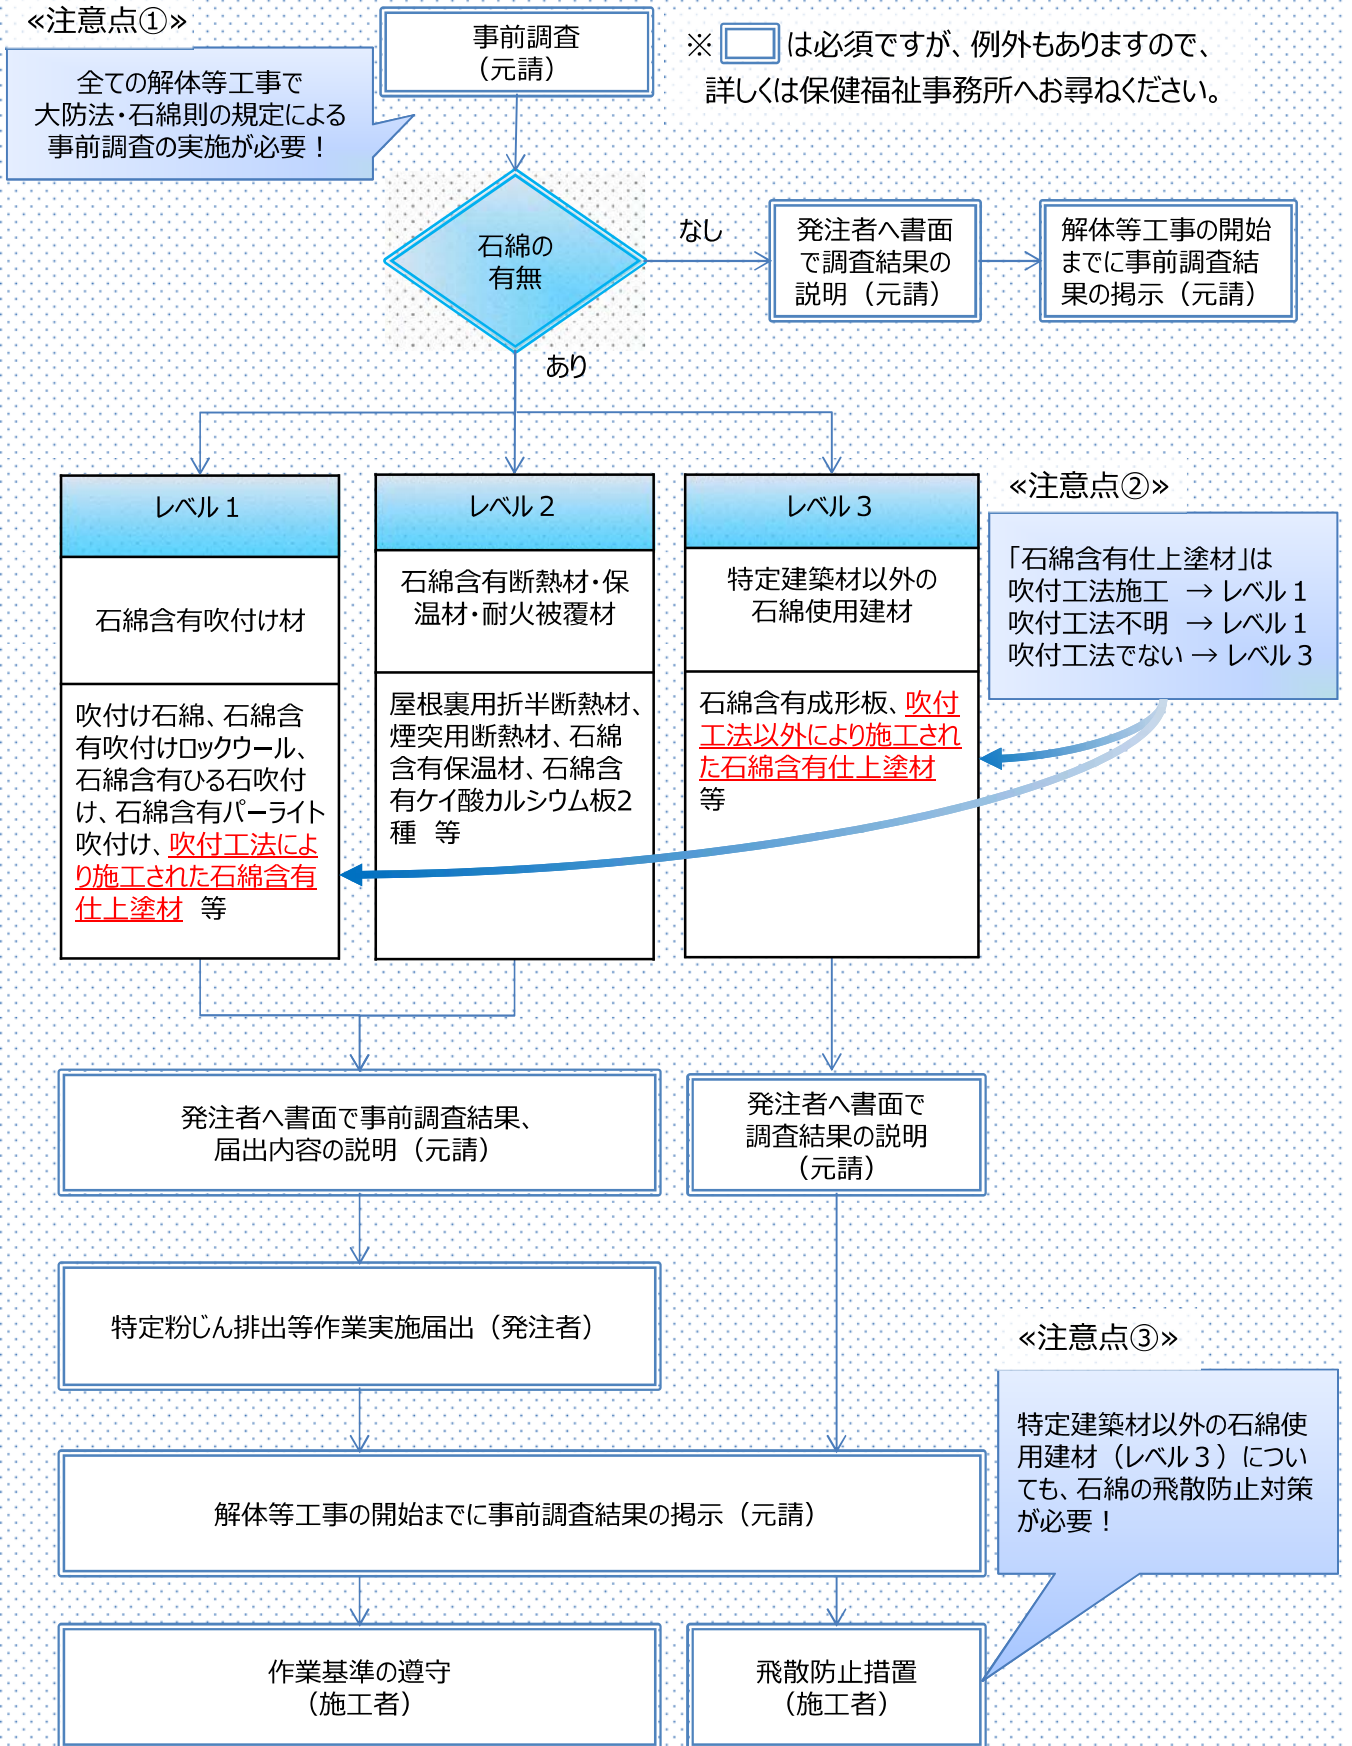 ≪注意点①≫
全ての解体等工事で
大防法・石綿則の規定による
事前調査の実施が必要！
事前調査
（元請）
※ は必須ですが、例外もありますので、
詳しくは保健福祉事務所へお尋ねください。
石綿の
有無
なし
発注者へ書面
で調査結果の
説明（元請）
解体等工事の開始
までに事前調査結
果の掲示（元請）
あり
レベル１
石綿含有吹付け材
吹付け石綿、石綿含
有吹付けロックウール、
石綿含有ひる石吹付
け、石綿含有パーライト
吹付け、吹付工法によ
り施工された石綿含有
仕上塗材　等
レベル２
石綿含有断熱材・保
温材・耐火被覆材
屋根裏用折半断熱材、
煙突用断熱材、石綿
含有保温材、石綿含
有ケイ酸カルシウム板2
種　等
レベル３
特定建築材以外の
石綿使用建材
石綿含有成形板、吹付
工法以外により施工され
た石綿含有仕上塗材
等
≪注意点②≫
「石綿含有仕上塗材」は
吹付工法施工　→ レベル１
吹付工法不明　→ レベル１
吹付工法でない → レベル３
発注者へ書面で事前調査結果、
届出内容の説明（元請）
発注者へ書面で
調査結果の説明
（元請）
特定粉じん排出等作業実施届出（発注者）
≪注意点③≫
特定建築材以外の石綿使
用建材（レベル３）につい
ても、石綿の飛散防止対策
が必要！
解体等工事の開始までに事前調査結果の掲示（元請）
作業基準の遵守
（施工者）
飛散防止措置
（施工者）